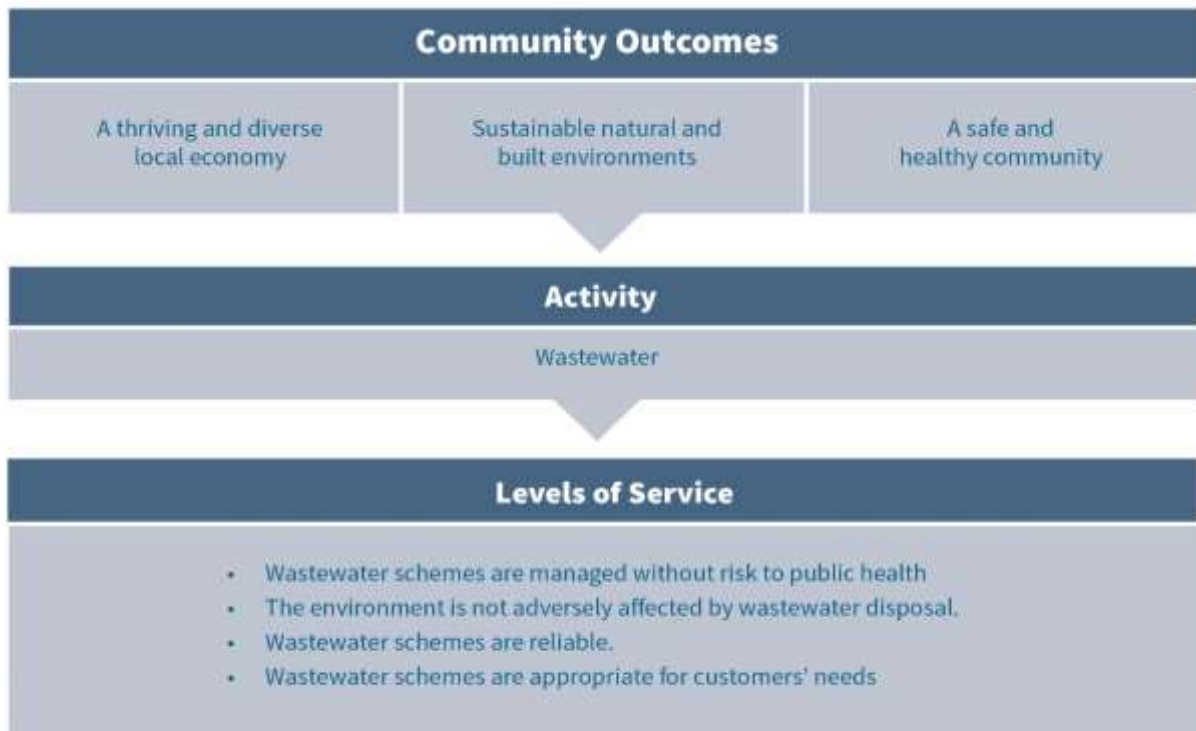 Community Outcomes
A thriving and diverse
local economy
Sustainable natural and
built environments
A safe and
healthy community
Activity
Wastewater
Levels of Service
• Wastewater schemes are managed without risk to public health
• The environment is not adversely affected by wastewater disposal.
• Wastewater schemes are reliable.
• Wastewater schemes are appropriate for customers’ needs